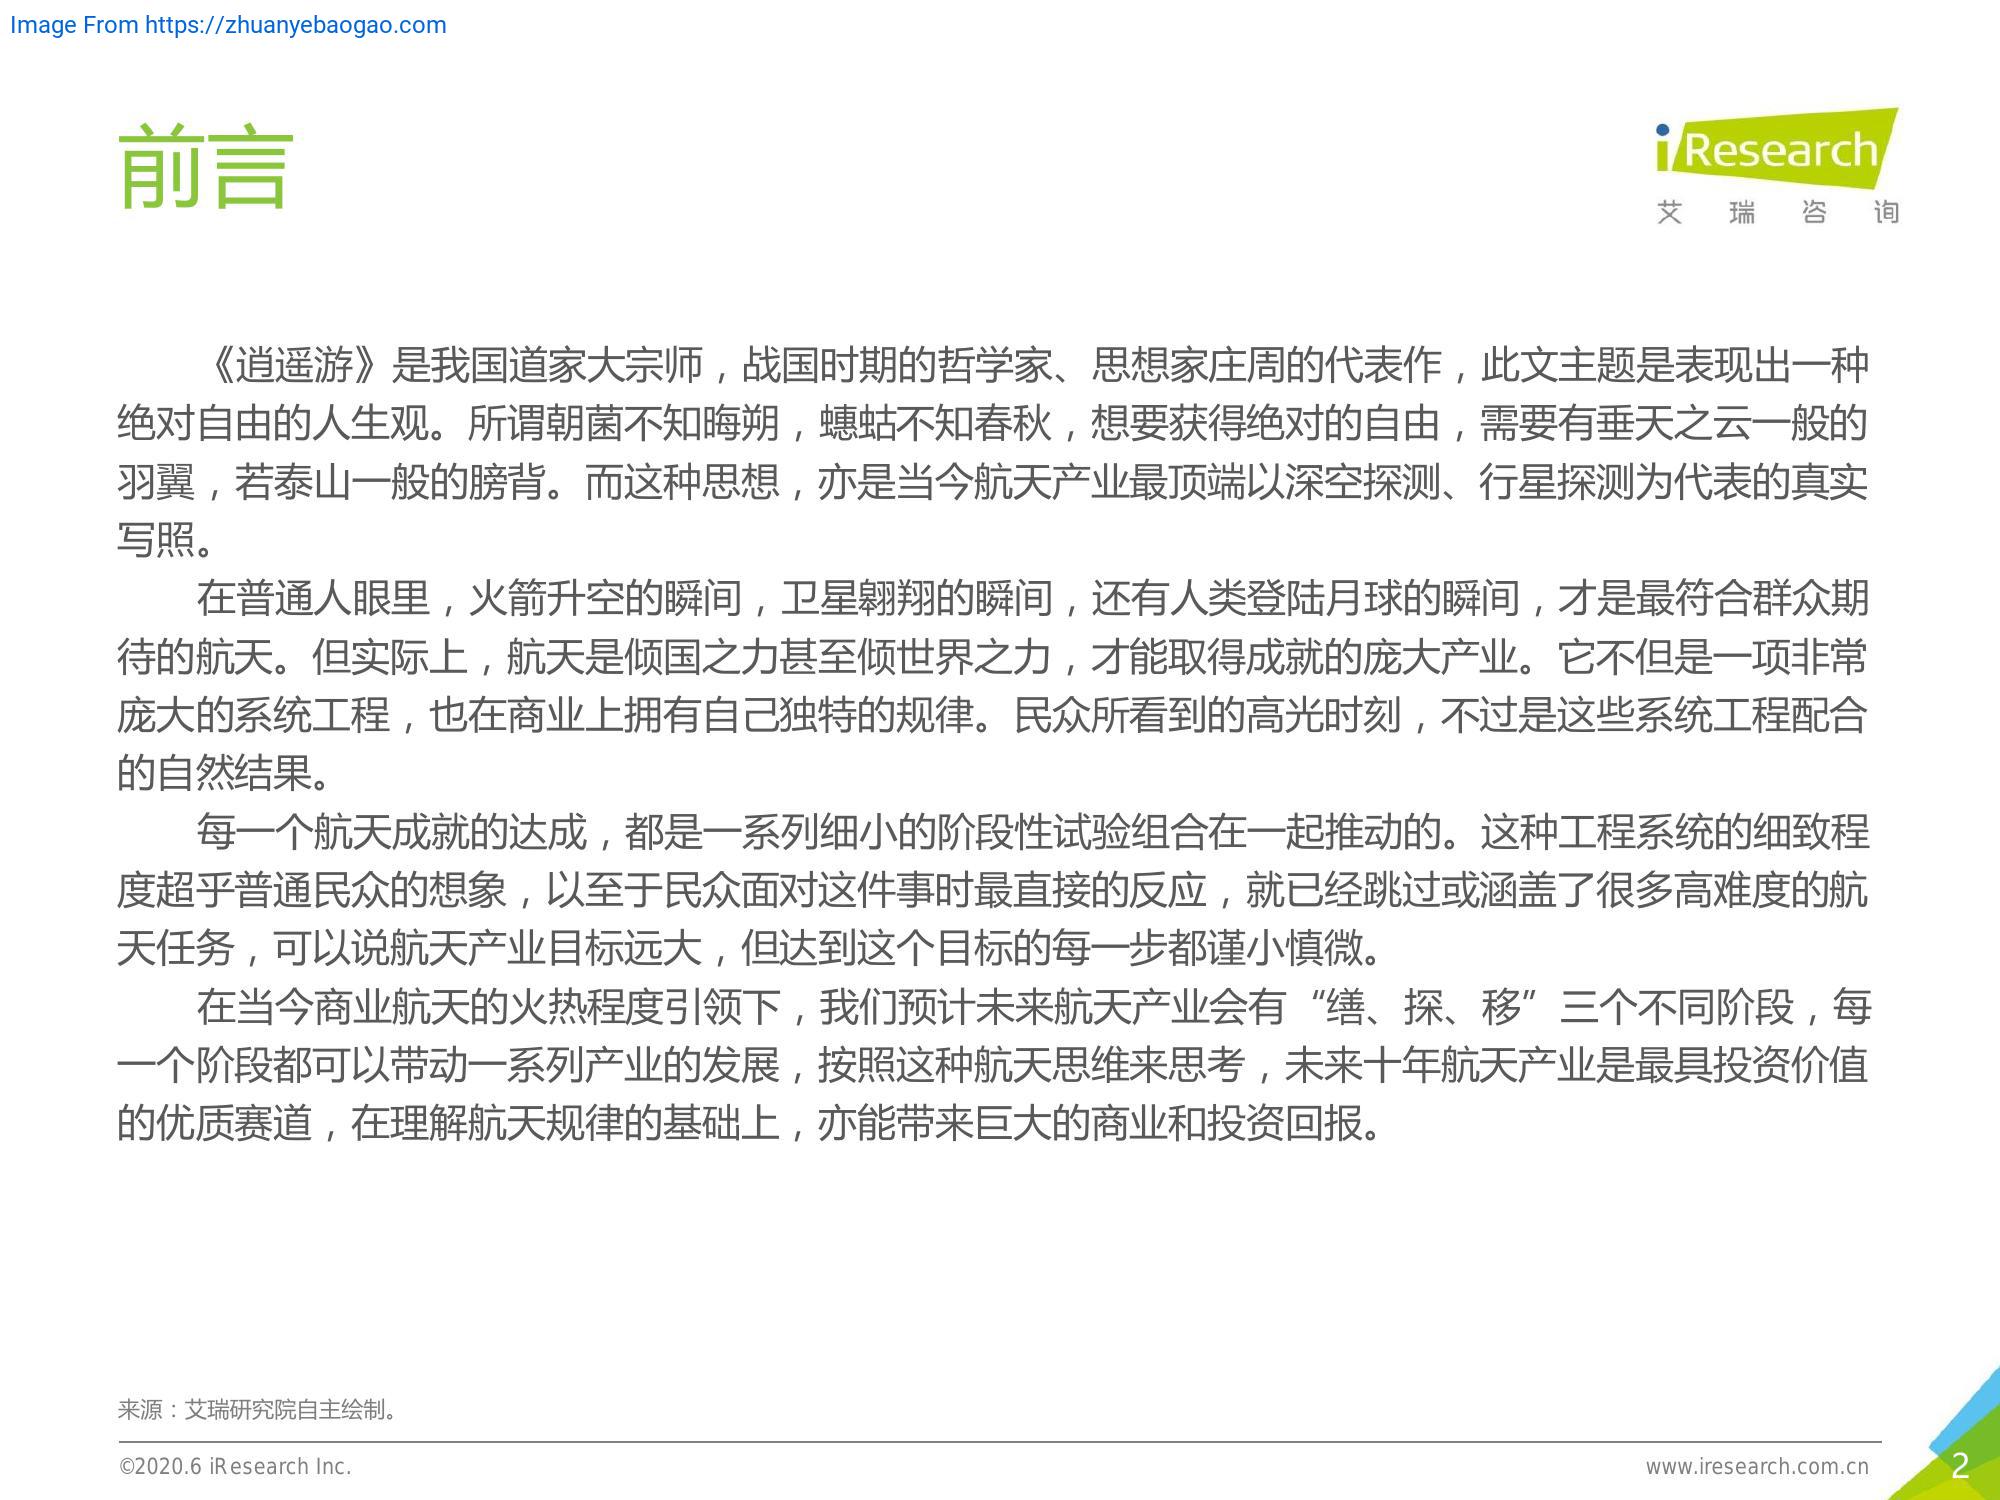 Image From https://zhuanyebaogao.com
前言
iResearch
艾瑞咨询
《逍遥游》是我国道家大宗师，战国时期的哲学家、思想家庄周的代表作，此文主题是表现出一种
绝对自由的人生观。所谓朝菌不知晦朔，蟪蛄不知春秋，想要获得绝对的自由，需要有垂天之云一般的
羽翼，若泰山一般的膀背。而这种思想，亦是当今航天产业最顶端以深空探测、行星探测为代表的真实
写照。
在普通人眼里，火箭升空的瞬间，卫星翱翔的瞬间，还有人类登陆月球的瞬间，才是最符合群众期
待的航天。但实际上，航天是倾国之力甚至倾世界之力，才能取得成就的庞大产业。它不但是一项非常
庞大的系统工程，也在商业上拥有自己独特的规律。民众所看到的高光时刻，不过是这些系统工程配合
的自然结果。
每一个航天成就的达成，都是一系列细小的阶段性试验组合在一起推动的。这种工程系统的细致程
度超乎普通民众的想象，以至于民众面对这件事时最直接的反应，就已经跳过或涵盖了很多高难度的航
天任务，可以说航天产业目标远大，但达到这个目标的每一步都谨小慎微。
在当今商业航天的火热程度引领下，我们预计未来航天产业会有“缮、探、移”三个不同阶段，每
一个阶段都可以带动一系列产业的发展，按照这种航天思维来思考，未来十年航天产业是最具投资价值
的优质赛道，在理解航天规律的基础上，亦能带来巨大的商业和投资回报。
来源：艾瑞研究院自主绘制。
©2020.6 iResearch Inc.
www.iresearch.com.cn
2